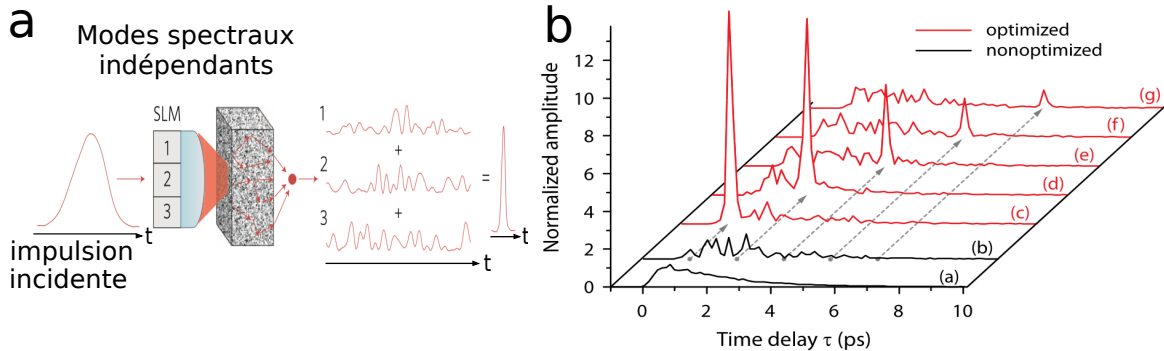 a
Modes spectraux
indépendants
SLM
1
2
3
t
impulsion
incidente
1
+
2
+
3
t
=
t
b
Normalized amplitude
12
10
8
6
4
2
0
optimized
nonoptimized
(g)
(f)
(e)
(d)
(c)
(b)
(a)
0 2 4 6 8 10
Time delay τ (ps)